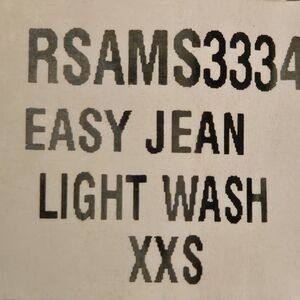 RSAMS3334
EASY JEAN
LIGHT WASH
XXS